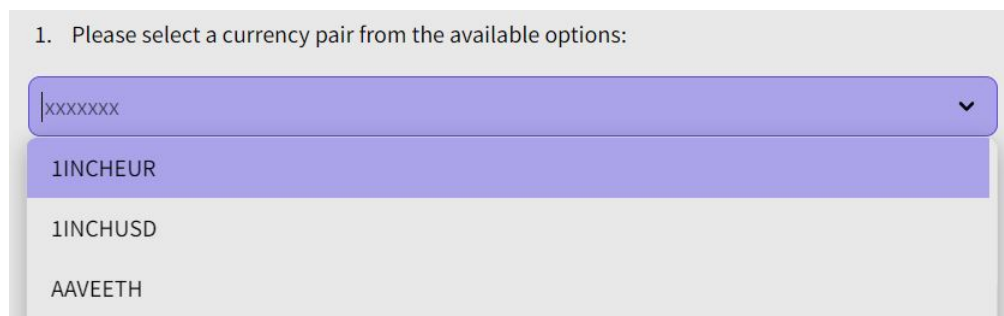 1. Please select a currency pair from the available options:
xxxxxxx
1INCHEUR
1INCHUSD
AAVEETH